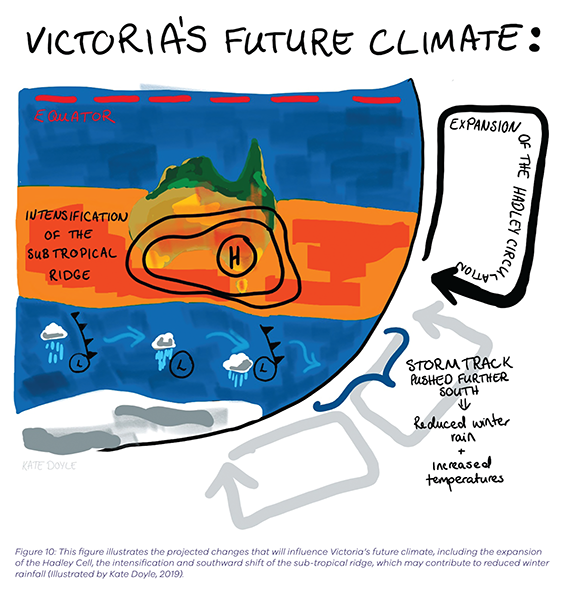 VICTORIA'S FUTURE CLIMATE:
EQUATOR
EXPANSION OF THE HADLEY CIRCULATION
INTENSIFICATION
OF THE
SUBTROPICAL
RIDGE
H
L
L
L
STORM TRACK
PUSHED FURTHER
SOUTH
⇓
Reduced winter
rain
+
increased
temperatures
KATE DOYLE
Figure 10: This figure illustrates the projected changes that will influence Victoria's future climate, including the expansion
of the Hadley Cell, the intensification and southward shift of the sub-tropical ridge, which may contribute to reduced winter
rainfall (Illustrated by Kate Doyle, 2019).